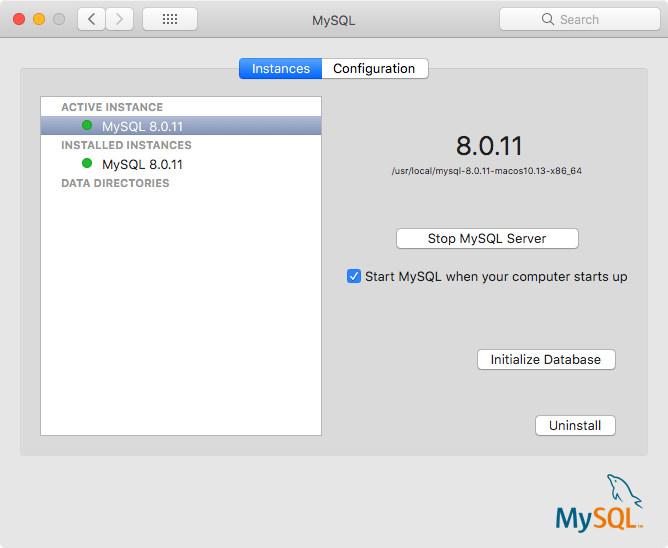 MySQL
Search
Instances
Configuration
ACTIVE INSTANCE
MySQL 8.0.11
INSTALLED INSTANCES
MySQL 8.0.11
DATA DIRECTORIES
8.0.11
/usr/local/mysql-8.0.11-macos10.13-x86_64
Stop MySQL Server
Start MySQL when your computer starts up
Initialize Database
Uninstall
MySQL™